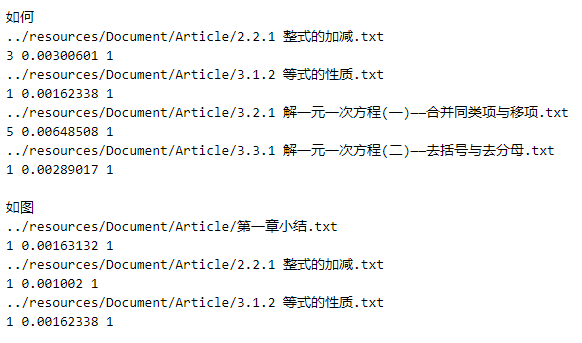 如何
../resources/Document/Article/2.2.1 整式的加减.txt
3 0.00300601 1
../resources/Document/Article/3.1.2 等式的性质.txt
1 0.00162338 1
../resources/Document/Article/3.2.1 解一元一次方程(一)——合并同类项与移项.txt
5 0.00648508 1
../resources/Document/Article/3.3.1 解一元一次方程(二)——去括号与去分母.txt
1 0.00289017 1
如图
../resources/Document/Article/第一章小结.txt
1 0.00163132 1
../resources/Document/Article/2.2.1 整式的加减.txt
1 0.001002 1
../resources/Document/Article/3.1.2 等式的性质.txt
1 0.00162338 1